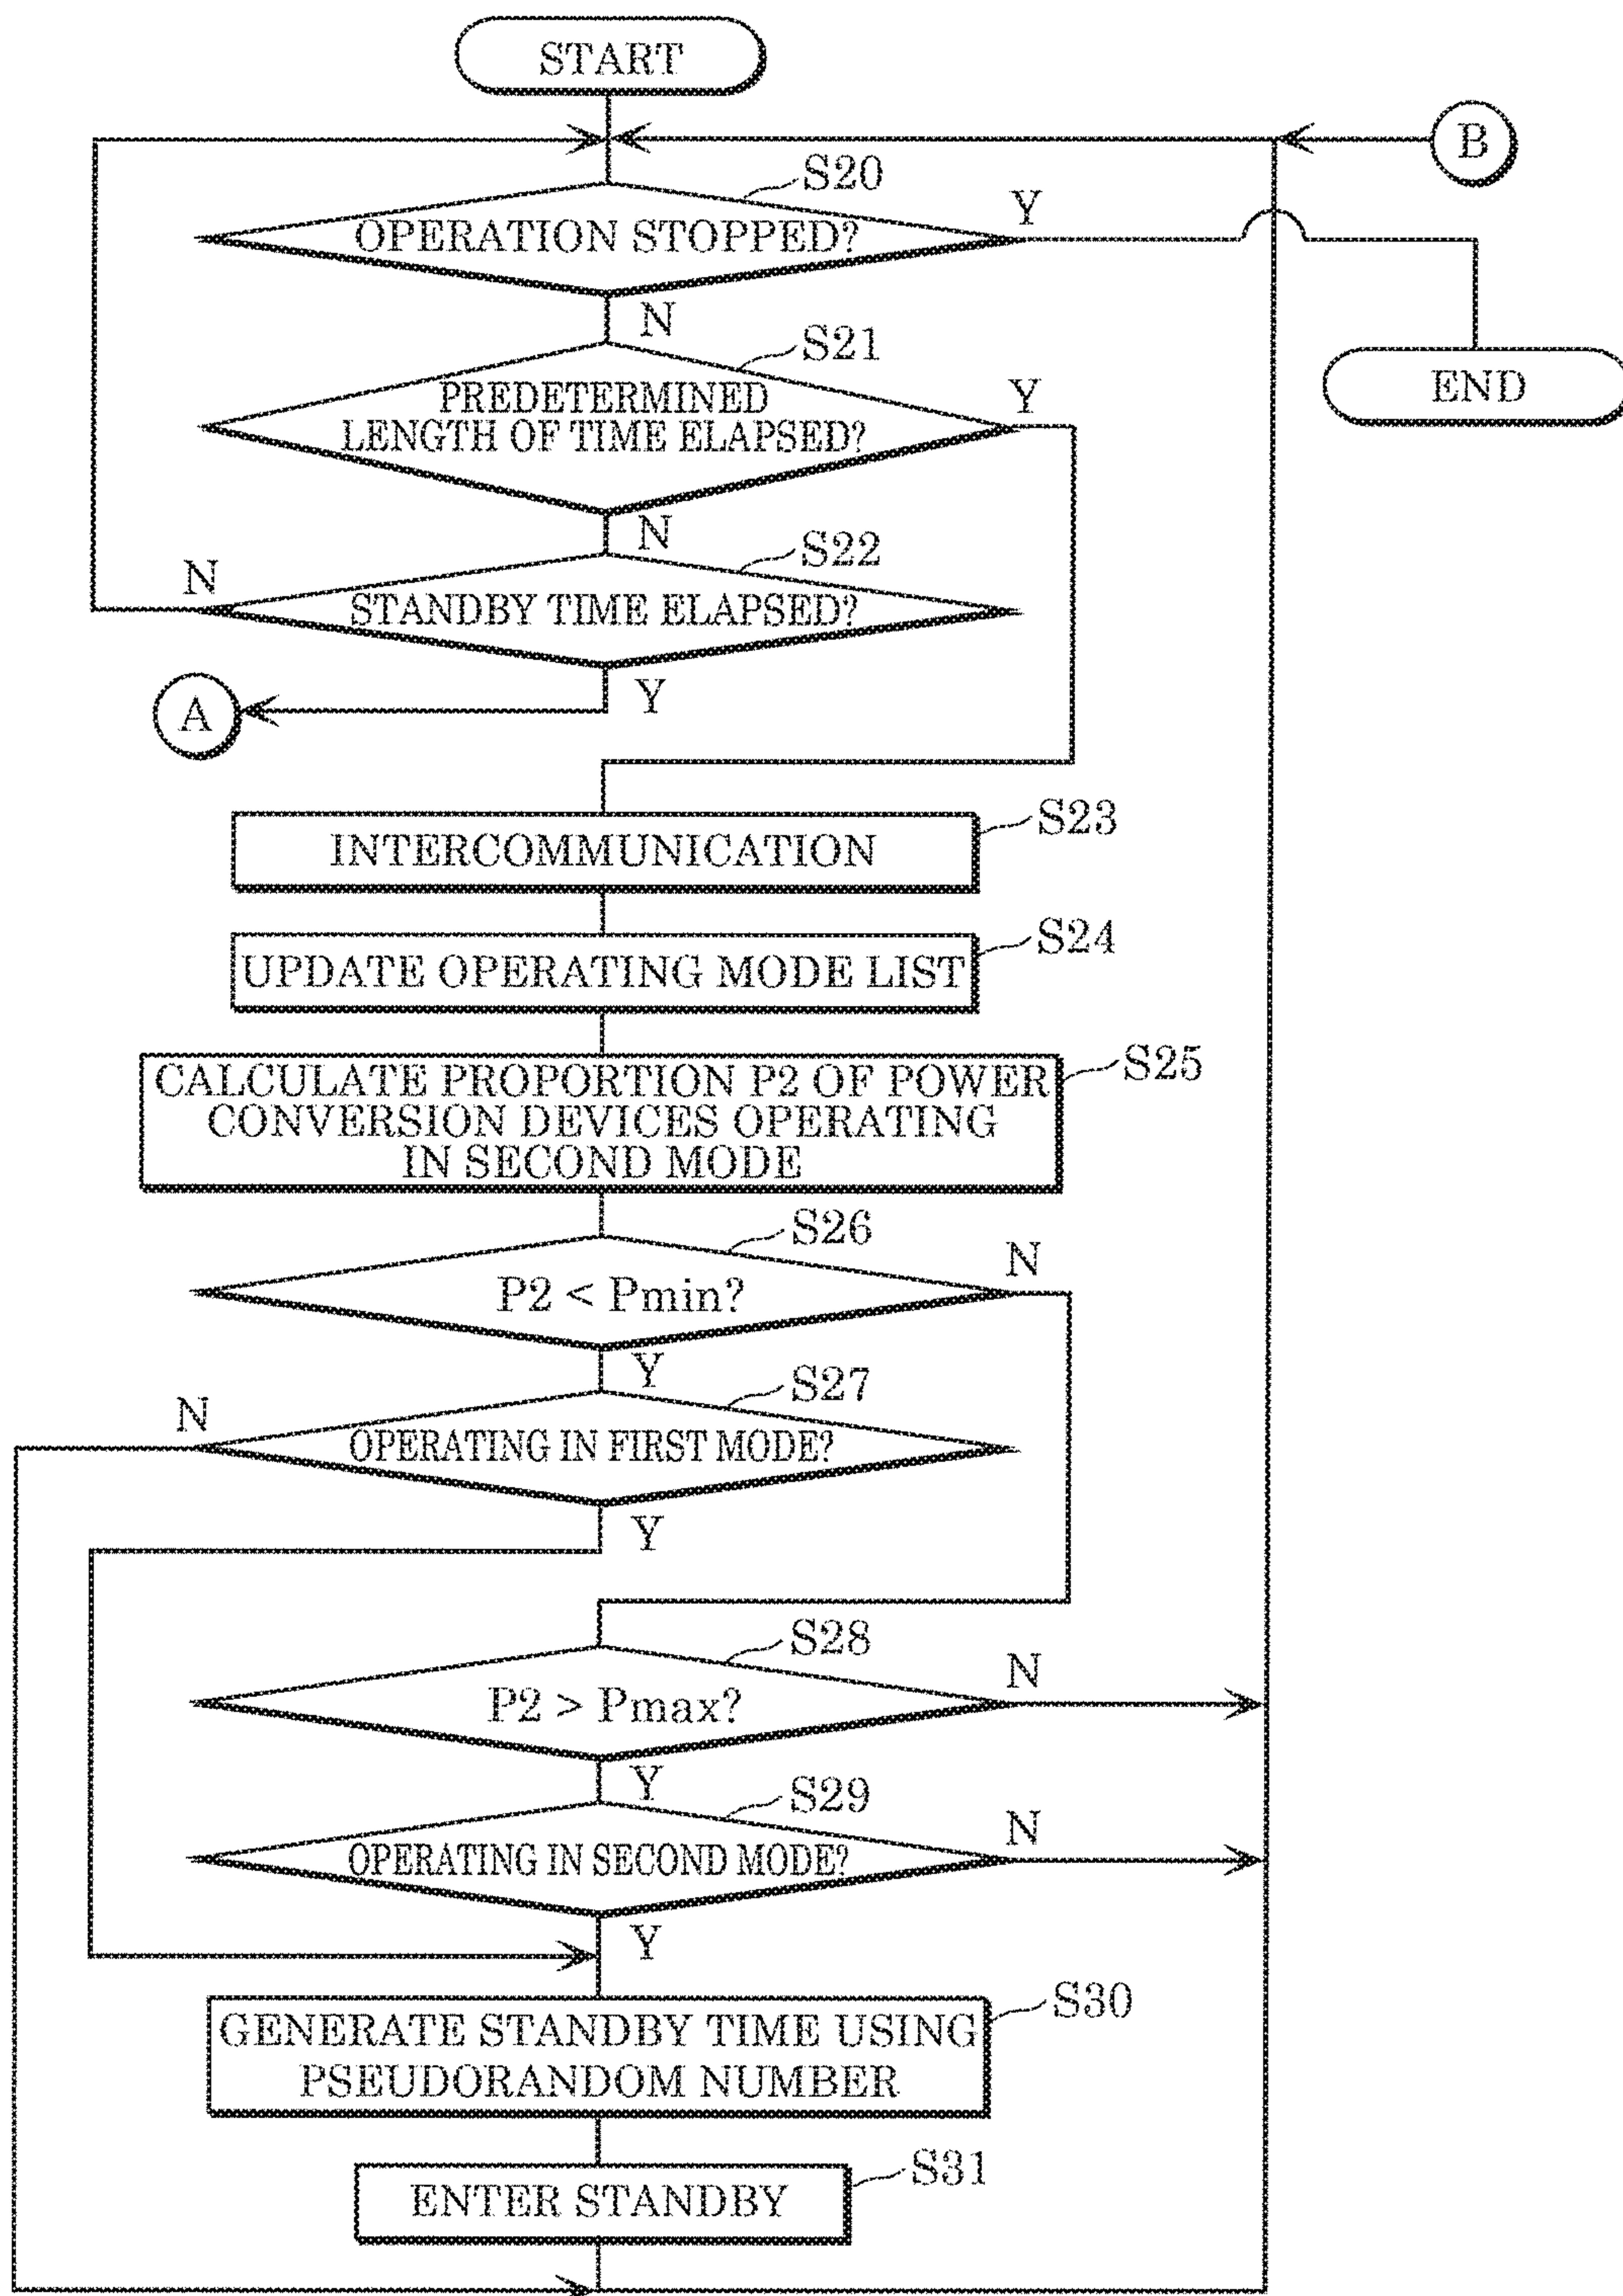 START
B
S20
OPERATION STOPPED?
Y
N
S21
PREDETERMINED
LENGTH OF TIME ELAPSED?
Y
END
N
S22
N
STANDBY TIME ELAPSED?
Y
A
S23
INTERCOMMUNICATION
S24
UPDATE OPERATING MODE LIST
S25
CALCULATE PROPORTION P2 OF POWER
CONVERSION DEVICES OPERATING
IN SECOND MODE
S26
P2 < Pmin?
N
Y
S27
N
OPERATING IN FIRST MODE?
Y
S28
P2 > Pmax?
N
Y
S29
OPERATING IN SECOND MODE?
N
Y
S30
GENERATE STANDBY TIME USING
PSEUDORANDOM NUMBER
S31
ENTER STANDBY